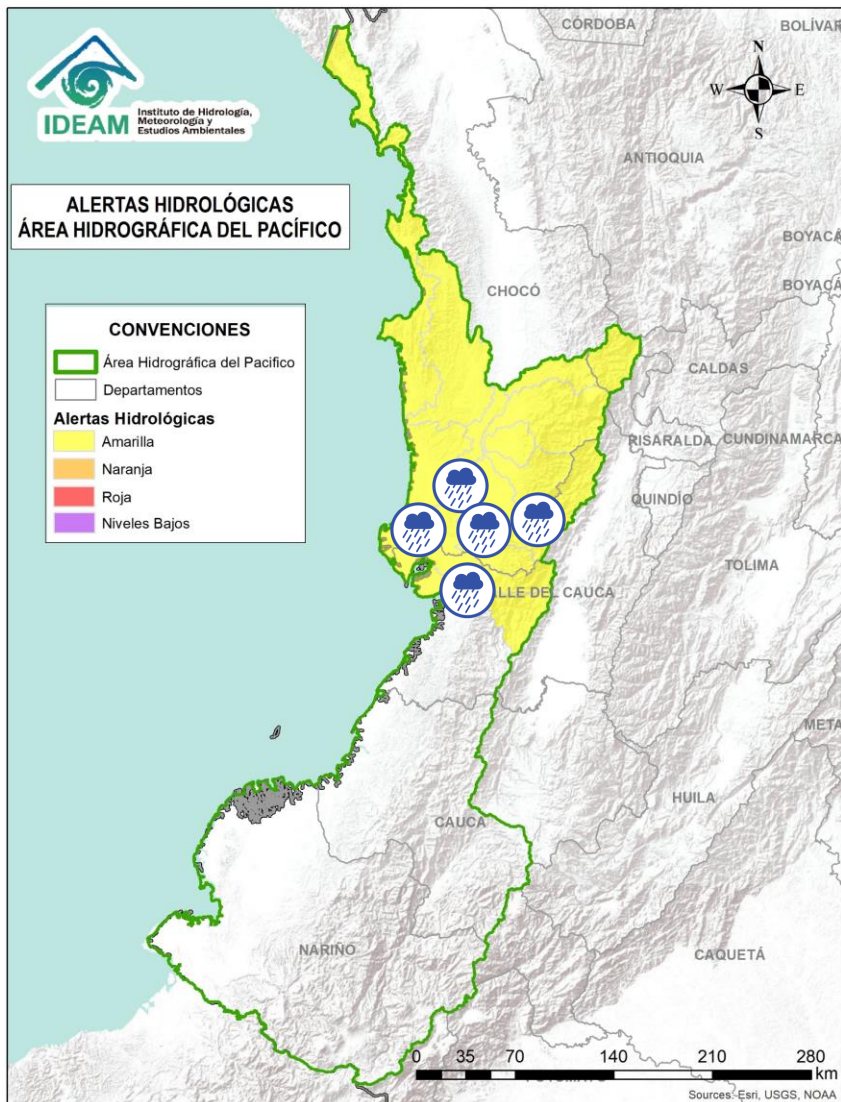 CÓRDOBA
BOLÍVAR
IDEAM
Instituto de Hidrología,
Meteorología y
Estudios Ambientales
N
W
E
S
ANTIOQUIA
ALERTAS HIDROLÓGICAS
ÁREA HIDROGRÁFICA DEL PACÍFICO
BOYACÁ
BOYACÁ
CHOCÓ
CONVENCIONES
Área Hidrográfica del Pacifico
Departamentos
Alertas Hidrológicas
Amarilla
Naranja
Roja
Niveles Bajos
CALDAS
RISARALDA
CUNDINAMARCA
QUINDÍO
TOLIMA
ALLE DEL CAUCA
META
HUILA
CAUCA
NARIÑO
CAQUETÁ
0 35 70 140 210 280
km
Sources: Esri, USGS, NOAA